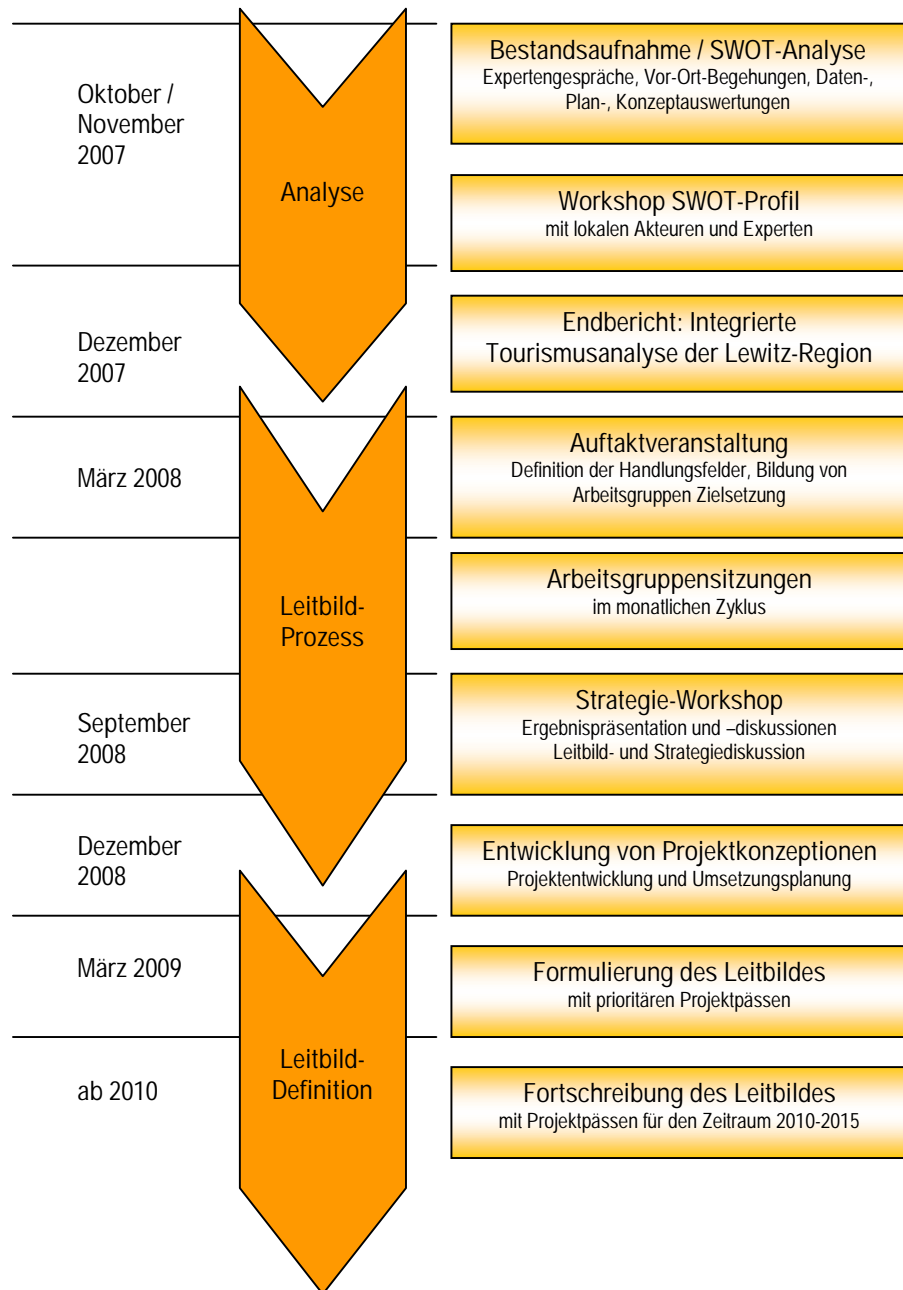 Oktober /
November
2007
Analyse
Bestandsaufnahme / SWOT-Analyse
Expertengespräche, Vor-Ort-Begehungen, Daten-,
Plan-, Konzeptauswertungen
Workshop SWOT-Profil
mit lokalen Akteuren und Experten
Dezember
2007
Endbericht: Integrierte
Tourismusanalyse der Lewitz-Region
März 2008
Auftaktveranstaltung
Definition der Handlungsfelder, Bildung von
Arbeitsgruppen Zielsetzung
Leitbild-
Prozess
Arbeitsgruppensitzungen
im monatlichen Zyklus
September
2008
Strategie-Workshop
Ergebnispräsentation und –diskussionen
Leitbild- und Strategiediskussion
Dezember
2008
Entwicklung von Projektkonzeptionen
Projektentwicklung und Umsetzungsplanung
März 2009
Formulierung des Leitbildes
mit prioritären Projektpässen
Leitbild-
Definition
ab 2010
Fortschreibung des Leitbildes
mit Projektpässen für den Zeitraum 2010-2015